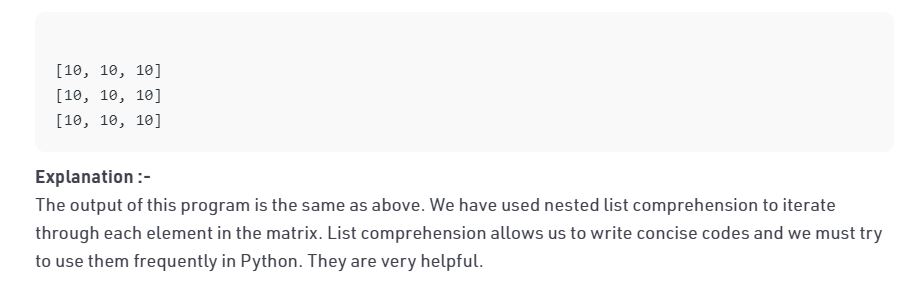 [10, 10, 10]
[10, 10, 10]
[10, 10, 10]
Explanation :-
The output of this program is the same as above. We have used nested list comprehension to iterate
through each element in the matrix. List comprehension allows us to write concise codes and we must try
to use them frequently in Python. They are very helpful.